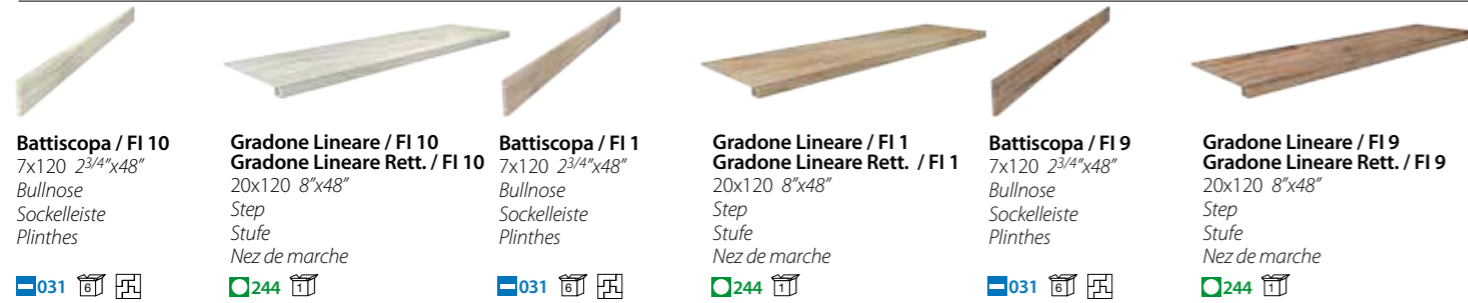 Battiscopa / FI 10
7x120 2 3/4”x48”
Bullnose
Sockelleiste
Plinthes
031 6
Gradone Lineare / FI 10
Gradone Lineare Rett. / FI 10
20x120 8”x48”
Step
Stufe
Nez de marche
244 1
Battiscopa / FI 1
7x120 2 3/4”x48”
Bullnose
Sockelleiste
Plinthes
031 6
Gradone Lineare / FI 1
Gradone Lineare Rett. / FI 1
20x120 8”x48”
Step
Stufe
Nez de marche
244 1
Battiscopa / FI 9
7x120 2 3/4”x48”
Bullnose
Sockelleiste
Plinthes
031 6
Gradone Lineare / FI 9
Gradone Lineare Rett. / FI 9
20x120 8”x48”
Step
Stufe
Nez de marche
244 1